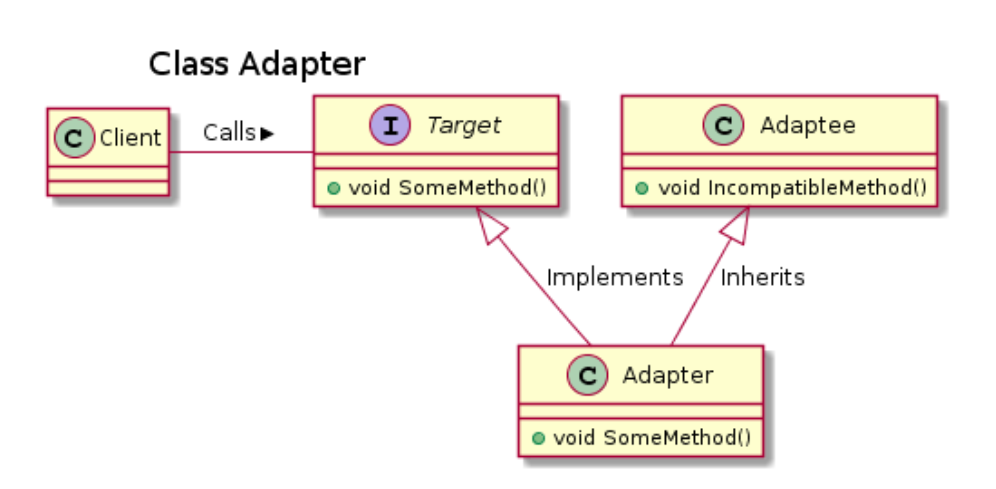 Class Adapter
C Client
Calls ▶
I Target
void SomeMethod()
C Adaptee
void IncompatibleMethod()
Implements
Inherits
C Adapter
void SomeMethod()